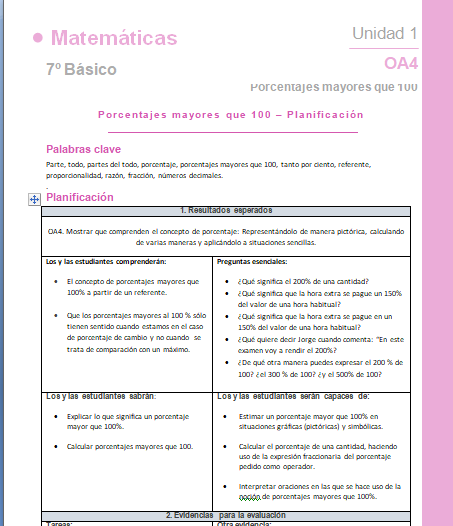 Matemáticas
Unidad 1
7º Básico
OA4
Porcentajes mayores que 100
Porcentajes mayores que 100 – Planificación
Palabras clave
Parte, todo, partes del todo, porcentaje, porcentajes mayores que 100, tanto por ciento, referente,
proporcionalidad, razón, fracción, números decimales.
.
Planificación
1. Resultados esperados
OA4. Mostrar que comprenden el concepto de porcentaje: Representándolo de manera pictórica, calculando
de varias maneras y aplicándolo a situaciones sencillas.
Los y las estudiantes comprenderán:
• El concepto de porcentajes mayores que
100% a partir de un referente.
• Que los porcentajes mayores al 100 % sólo
tienen sentido cuando estamos en el caso
de porcentaje de cambio y no cuando se
trata de comparación con un máximo.
Preguntas esenciales:
• ¿Qué significa el 200% de una cantidad?
• ¿Qué significa que la hora extra se pague un 150%
del valor de una hora habitual?
• ¿Qué significa que la hora extra se pague en un
150% del valor de una hora habitual?
• ¿Qué quiere decir Jorge cuando comenta: "En este
examen voy a rendir el 200%?
• ¿De qué otra manera puedes expresar el 200 % de
100? ¿el 300 % de 100? ¿y el 500% de 100?
Los y las estudiantes sabrán:
• Explicar lo que significa un porcentaje
mayor que 100%.
• Calcular porcentajes mayores que 100.
Los y las estudiantes serán capaces de:
• Estimar un porcentaje mayor que 100% en
situaciones gráficas (pictóricas) y simbólicas.
• Calcular el porcentaje de una cantidad, haciendo
uso de la expresión fraccionaria del porcentaje
pedido como operador.
• Interpretar oraciones en las que se hace uso de la
noción de porcentajes mayores que 100%.
2. Evidencias para la evaluación
Tareas:
Otra evidencia: